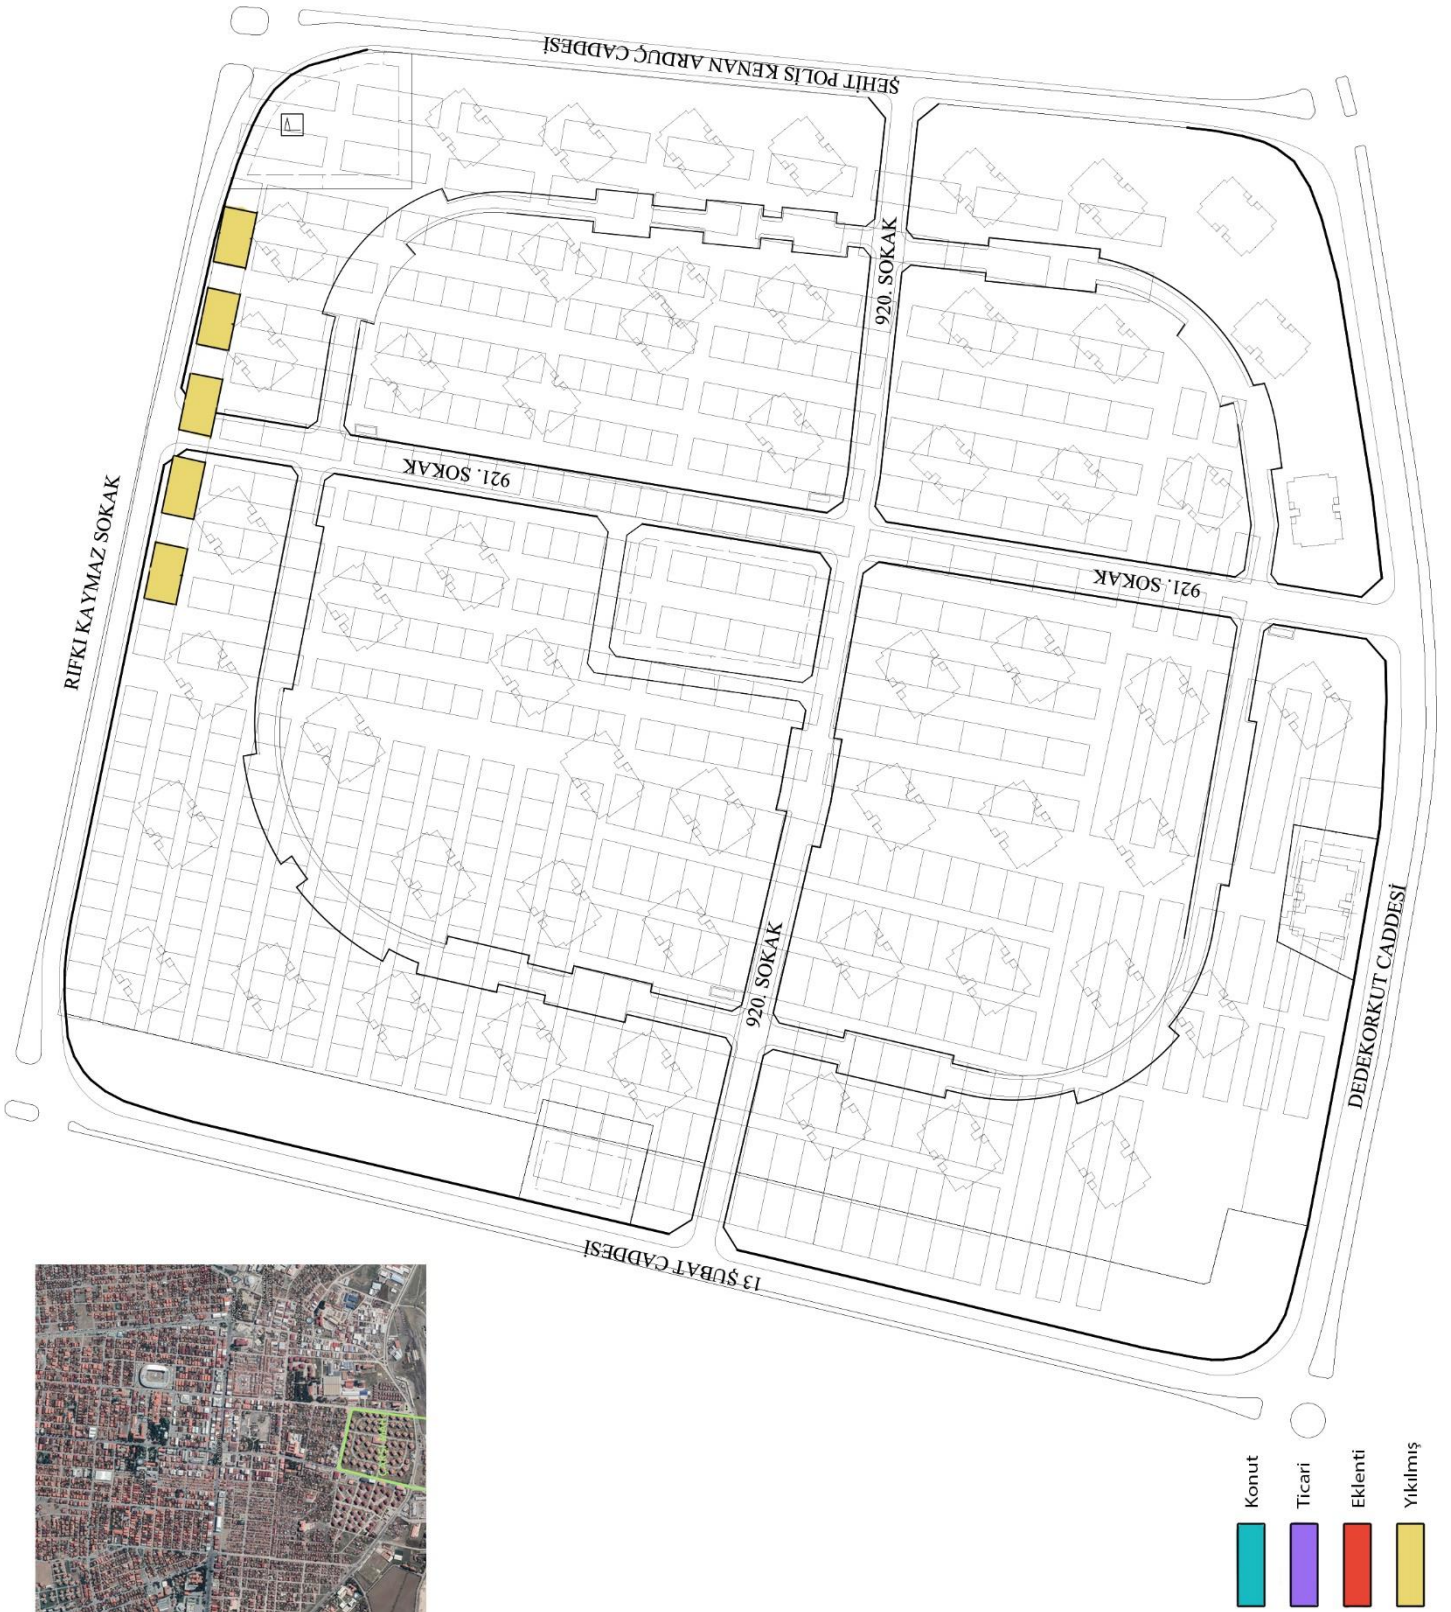 ŞEHİT POLİS KENAN ARDUÇ CADDESİ
920. SOKAK
921. SOKAK
RIFKI KAYMAZ SOKAK
921. SOKAK
920. SOKAK
DEDEKORKUT CADDESİ
13 ŞUBAT CADDESİ
Konut
Ticari
Eklenti
Yıkılmış